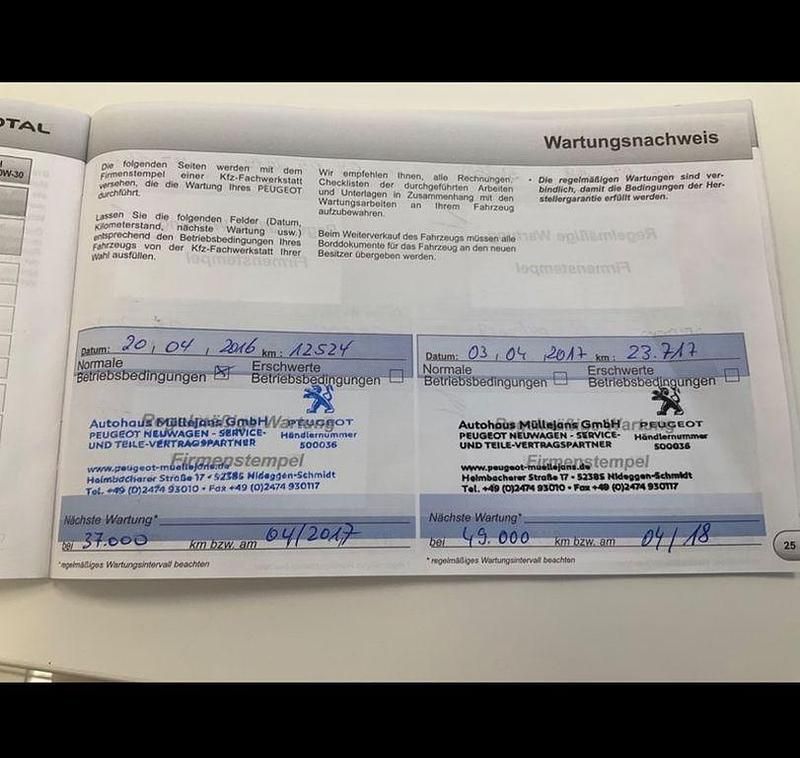 OTAL
0W-30
Wartungsnachweis
Die folgenden Seiten werden mit dem
Firmenstempel einer Kfz-Fachwerkstatt
versehen, die die Wartung Ihres PEUGEOT
durchführt.
Lassen Sie die folgenden Felder (Datum,
Kilometerstand, nächste Wartung usw.)
entsprechend den Betriebsbedingungen Ihres
Fahrzeugs von der Kfz-Fachwerkstatt Ihrer
Wahl ausfüllen.
Wir empfehlen Ihnen, alle Rechnungen,
Checklisten der durchgeführten Arbeiten
und Unterlagen in Zusammenhang mit den
Wartungsarbeiten an Ihrem Fahrzeug
aufzubewahren.
Beim Weiterverkauf des Fahrzeugs müssen alle
Borddokumente für das Fahrzeug an den neuen
Besitzer übergeben werden.
• Die regelmäßigen Wartungen sind ver-
bindlich, damit die Bedingungen der Her-
stellergarantie erfüllt werden.
Datum: 20, 04, 2016 km: 12524
Normale
Betriebsbedingungen
Erschwerte
Betriebsbedingungen
Regelmäßige Wartung
Autohaus Müllejans GmbH
PEUGEOT NEUWAGEN - SERVICE-
UND TEILE-VERTRAGSPARTNER
PEUGEOT
Händlernummer
500036
Firmenstempel
www.peugeot-muellejans.de
Heimbacherer Straße 17 • 52385 Nideggen-Schmidt
Tel. +49 (0)2474 93010 • Fax +49 (0)2474 930117
Nächste Wartung*
bei 37.000 km bzw. am 04/2017
*regelmäßiges Wartungsintervall beachten
Datum: 03, 04, 2017 km: 23.717
Normale
Betriebsbedingungen
Erschwerte
Betriebsbedingungen
Autohaus Müllejans GmbH
PEUGEOT NEUWAGEN - SERVICE-
UND TEILE-VERTRAGSPARTNER
PEUGEOT
Händlernummer
500036
Firmenstempel
www.peugeot-muellejans.de
Heimbacherer Straße 17 • 52385 Nideggen-Schmidt
Tel. +49 (0)2474 93010 • Fax +49 (0)2474 930117
Nächste Wartung*
bei 49.000 km bzw. am 04/18
*regelmäßiges Wartungsintervall beachten
25